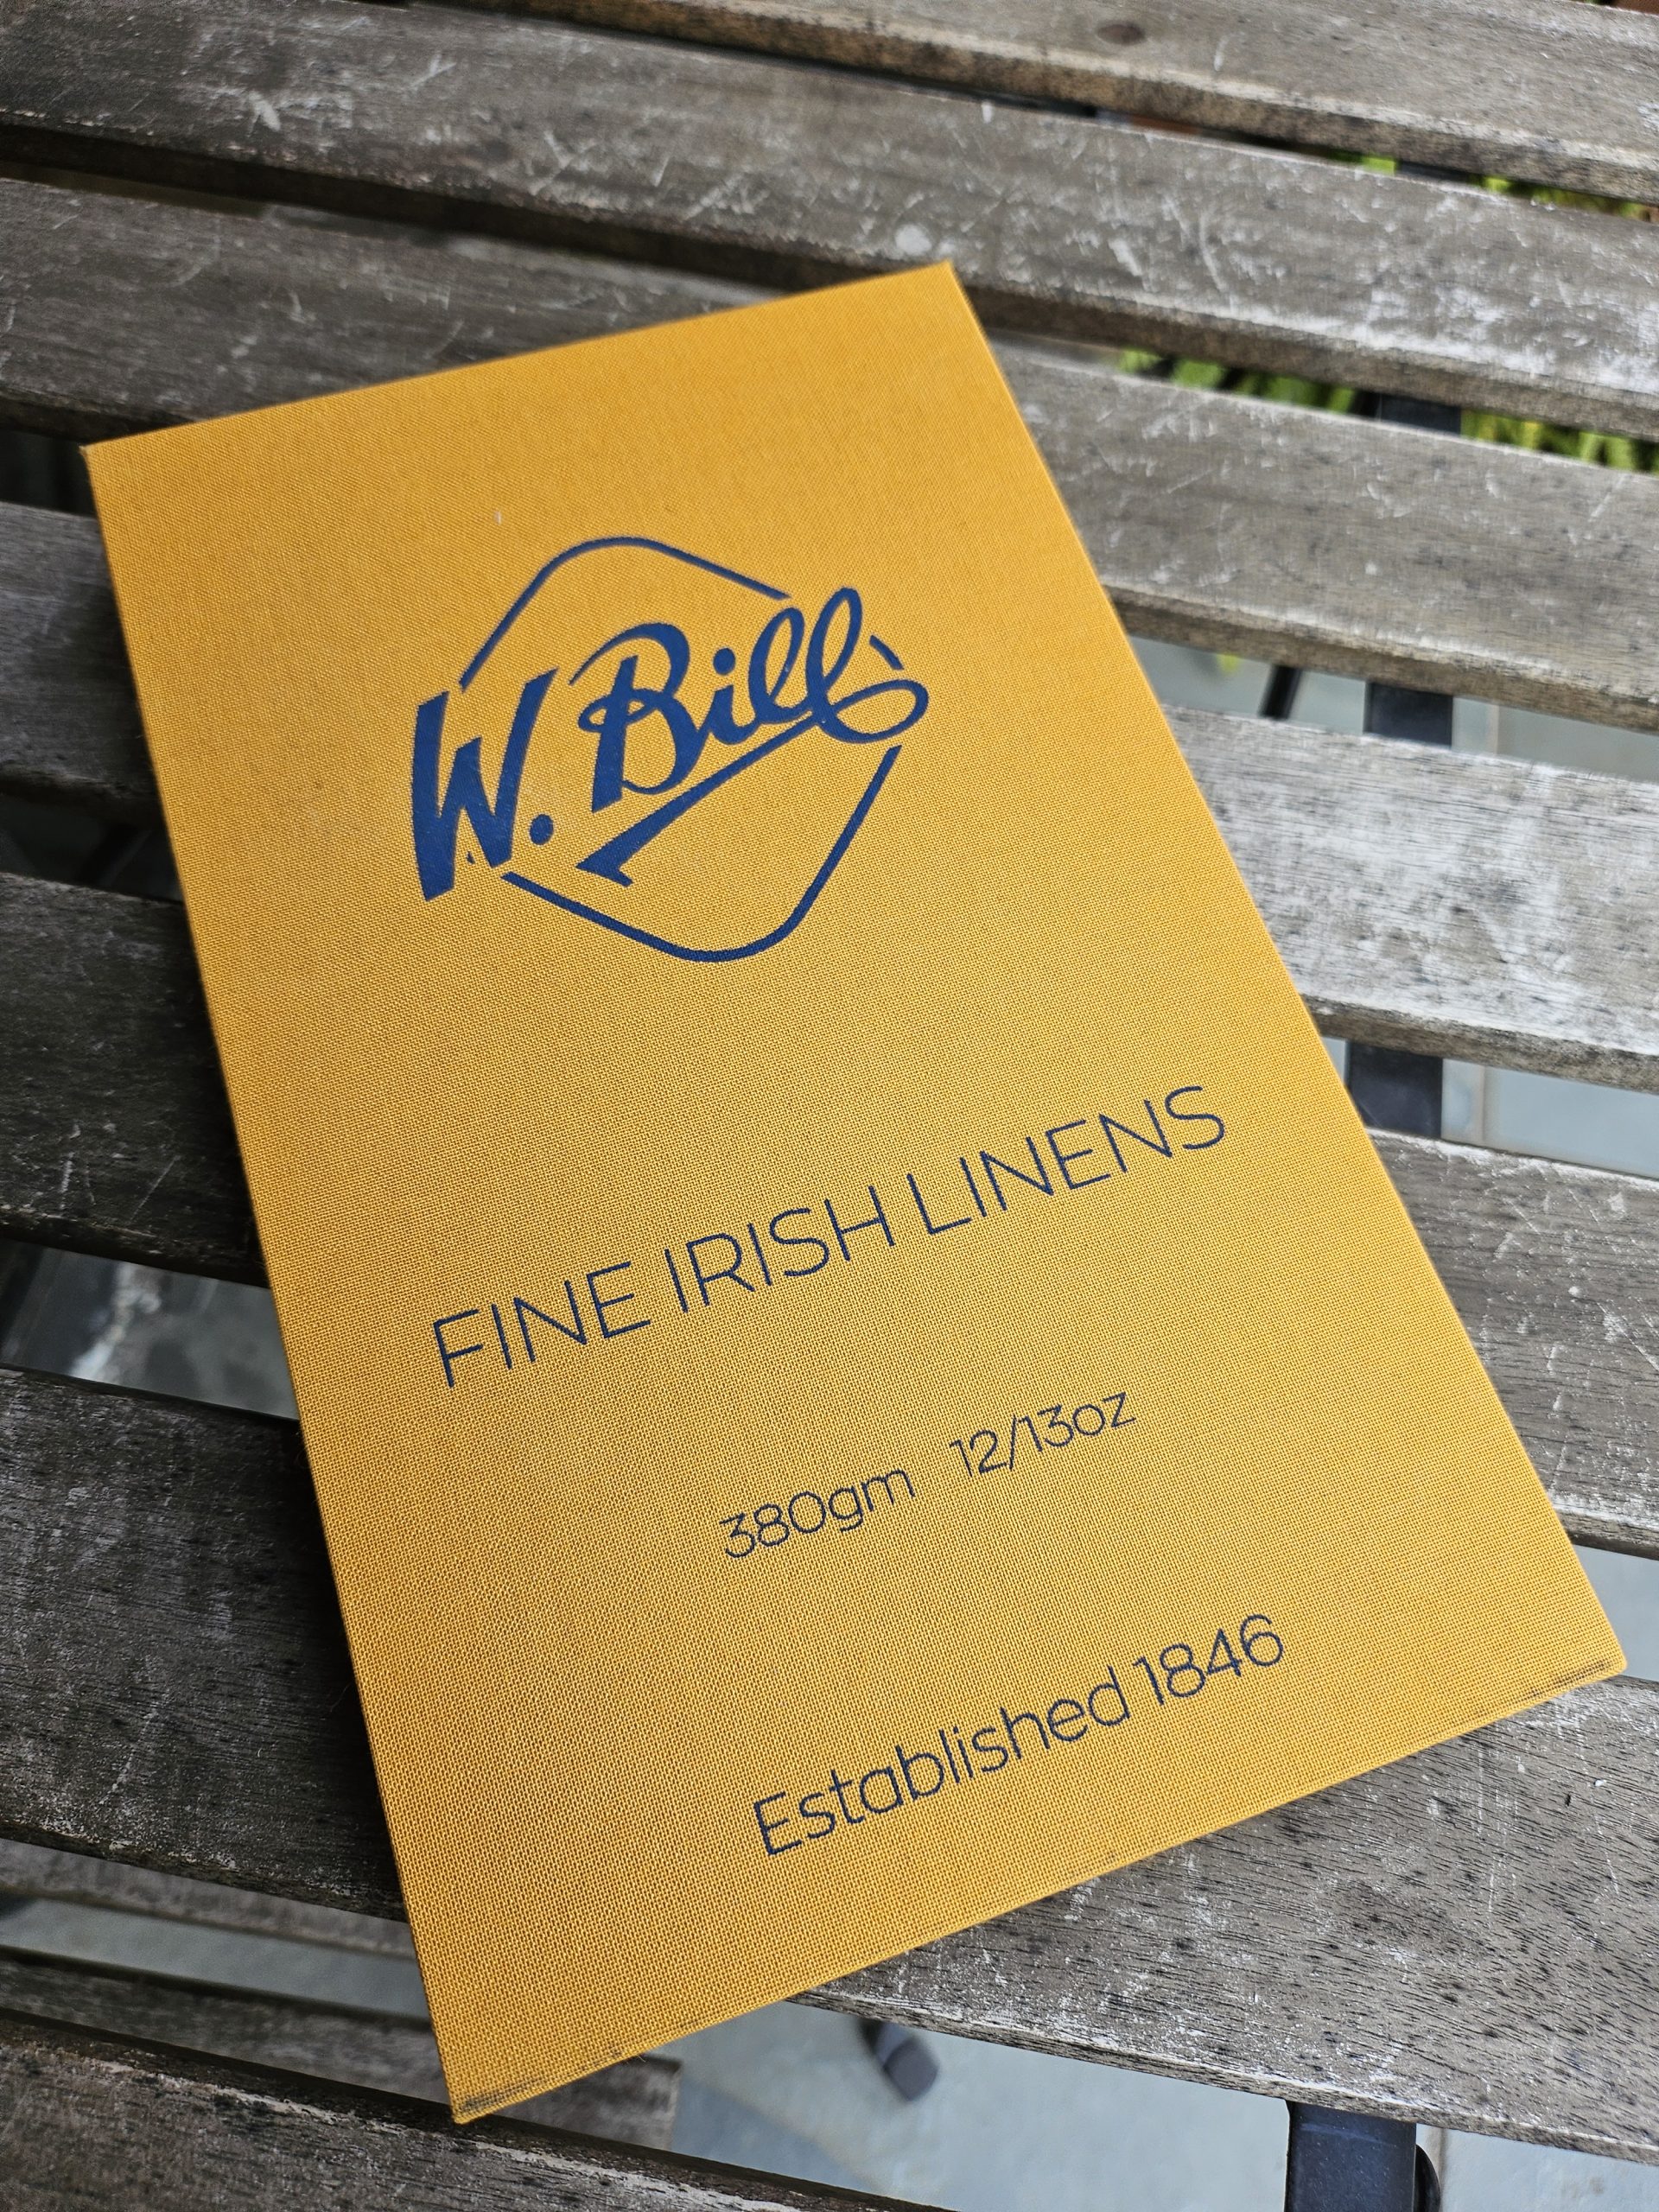 W. Bill
FINE IRISH LINENS
380gm 12/13oz
Established 1846